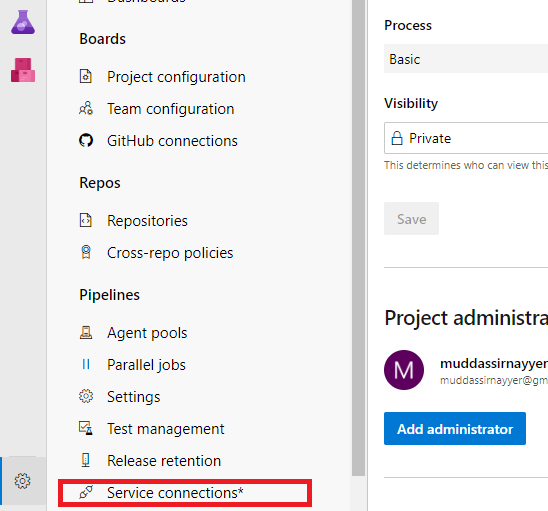 Dashboards
Boards
Project configuration
Team configuration
GitHub connections
Repos
Repositories
Cross-repo policies
Pipelines
Agent pools
Parallel jobs
Settings
Test management
Release retention
Service connections*
Process
Basic
Visibility
Private
This determines who can view this
Save
Project administra
M
muddassirnayyer
muddassirnayyer@gm
Add administrator